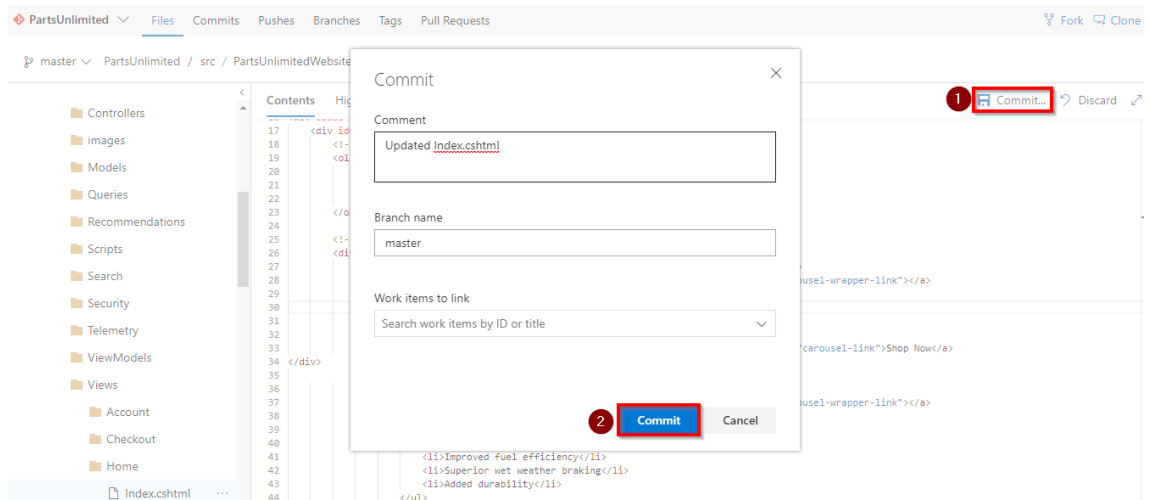 PartsUnlimited Files Commits Pushes Branches Tags Pull Requests Fork Clone
master PartsUnlimited / src / PartsUnlimitedWebsite
Contents Hig
1 Commit... Discard
Controllers
images
Models
Queries
Recommendations
Scripts
Search
Security
Telemetry
ViewModels
Views
Account
Checkout
Home
Index.cshtml ...
17 <div id
18 <!-
19 <ol
20
21
22
23 </o
24
25 <!-
26 <di
27 >
28 ousel-wrapper-link"></a>
29
30
31
32
33 "carousel-link">Shop Now</a>
34 </div>
35
36
37 ousel-wrapper-link"></a>
38
39
40
41 <li>Improved fuel efficiency</li>
42 <li>Superior wet weather braking</li>
43 <li>Added durability</li>
44 </ul>
Commit
Comment
Updated Index.cshtml
Branch name
master
Work items to link
Search work items by ID or title
2 Commit Cancel